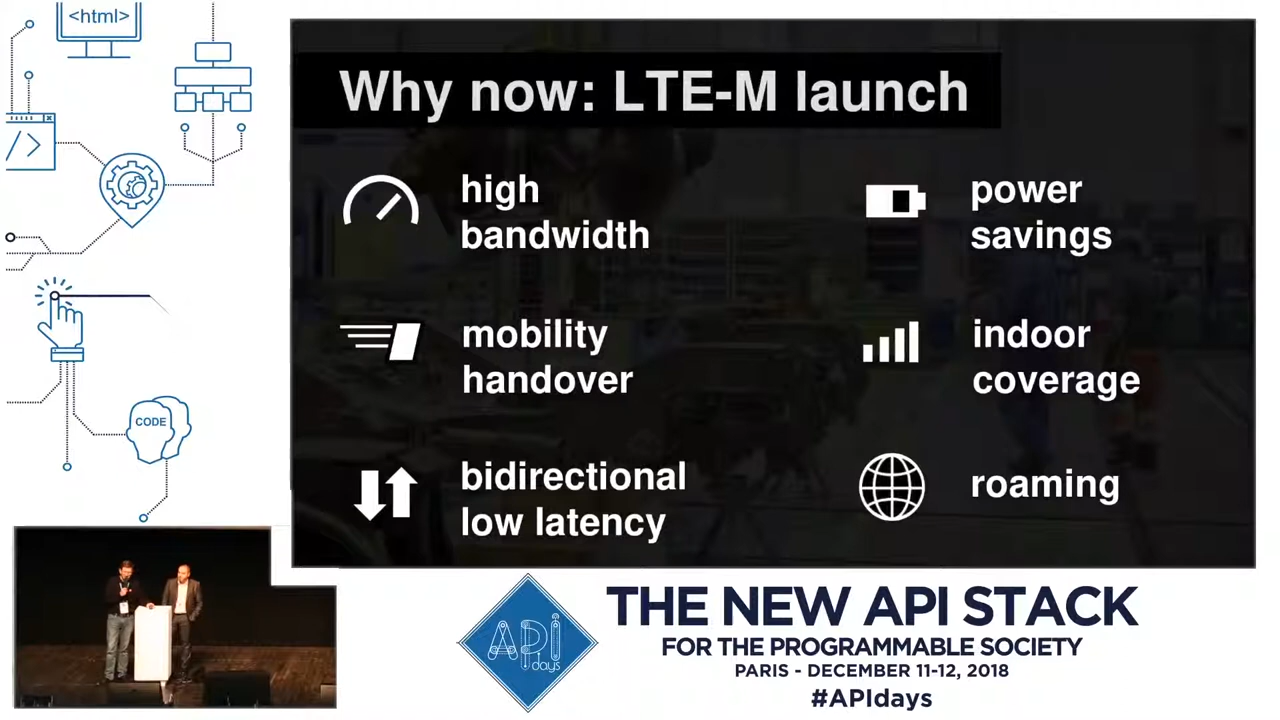 <html>
</>
CODE
Why now: LTE-M launch
high
bandwidth
power
savings
mobility
handover
indoor
coverage
bidirectional
low latency
roaming
API
days
THE NEW API STACK
FOR THE PROGRAMMABLE SOCIETY
PARIS - DECEMBER 11-12, 2018
#APIdays